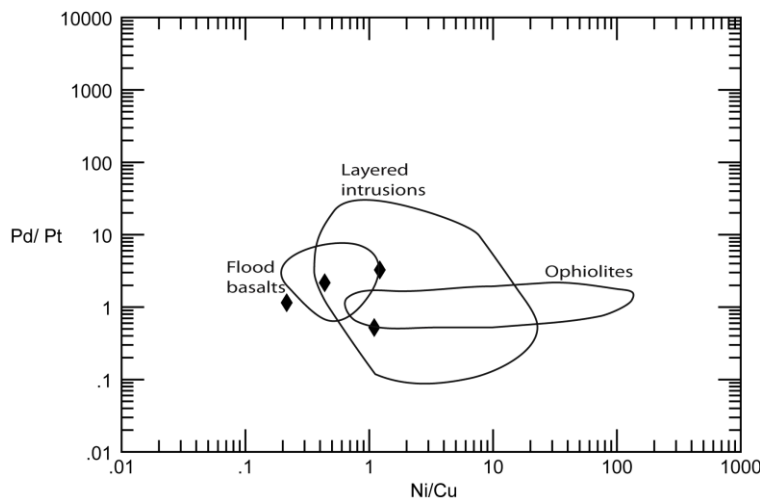 10000
1000
100
10
1
.1
.01
Pd/ Pt
Layered
intrusions
Flood
basalts
Ophiolites
.01 .1 1 10 100 1000
Ni/Cu